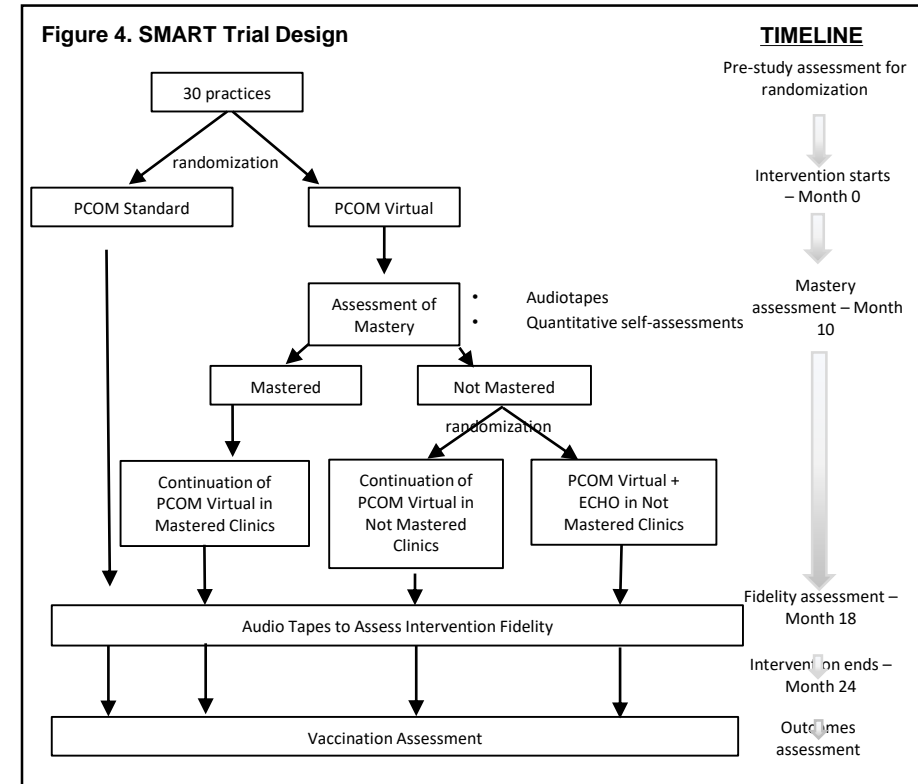 Figure 4. SMART Trial Design
30 practices
randomization
PCOM Standard
PCOM Virtual
Assessment of
Mastery
• Audiotapes
• Quantitative self-assessments
Mastered
Not Mastered
randomization
Continuation of
PCOM Virtual in
Mastered Clinics
Continuation of
PCOM Virtual in
Not Mastered
Clinics
PCOM Virtual +
ECHO in Not
Mastered Clinics
Audio Tapes to Assess Intervention Fidelity
Vaccination Assessment
TIMELINE
Pre-study assessment for
randomization
Intervention starts
– Month 0
Mastery
assessment – Month
10
Fidelity assessment –
Month 18
Intervention ends –
Month 24
Outcomes
assessment